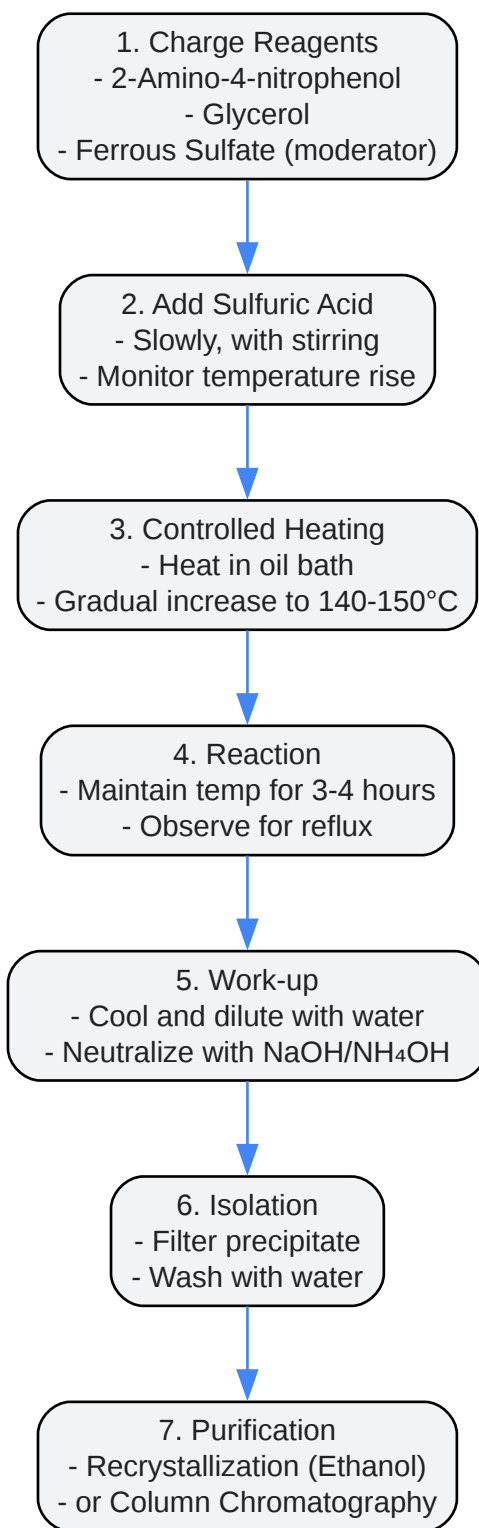 1. Charge Reagents
- 2-Amino-4-nitrophenol
- Glycerol
- Ferrous Sulfate (moderator)
2. Add Sulfuric Acid
- Slowly, with stirring
- Monitor temperature rise
3. Controlled Heating
- Heat in oil bath
- Gradual increase to 140-150°C
4. Reaction
- Maintain temp for 3-4 hours
- Observe for reflux
5. Work-up
- Cool and dilute with water
- Neutralize with NaOH/NH₄OH
6. Isolation
- Filter precipitate
- Wash with water
7. Purification
- Recrystallization (Ethanol)
- or Column Chromatography